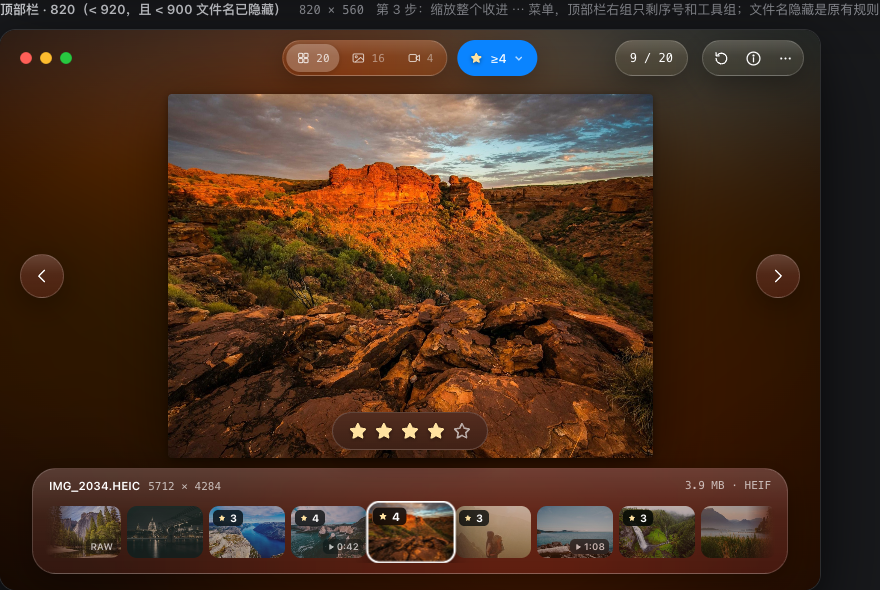 顶部栏 · 820（< 920，且 < 900 文件名已隐藏） 820 × 560 第 3 步：缩放整个收进 ··· 菜单，顶部栏右组只剩序号和工具组；文件名隐藏是原有规则
20 16 4 ≥4 9 / 20
IMG_2034.HEIC 5712 × 4284 3.9 MB · HEIF
RAW 3 4 0:42 4 3 1:08 3